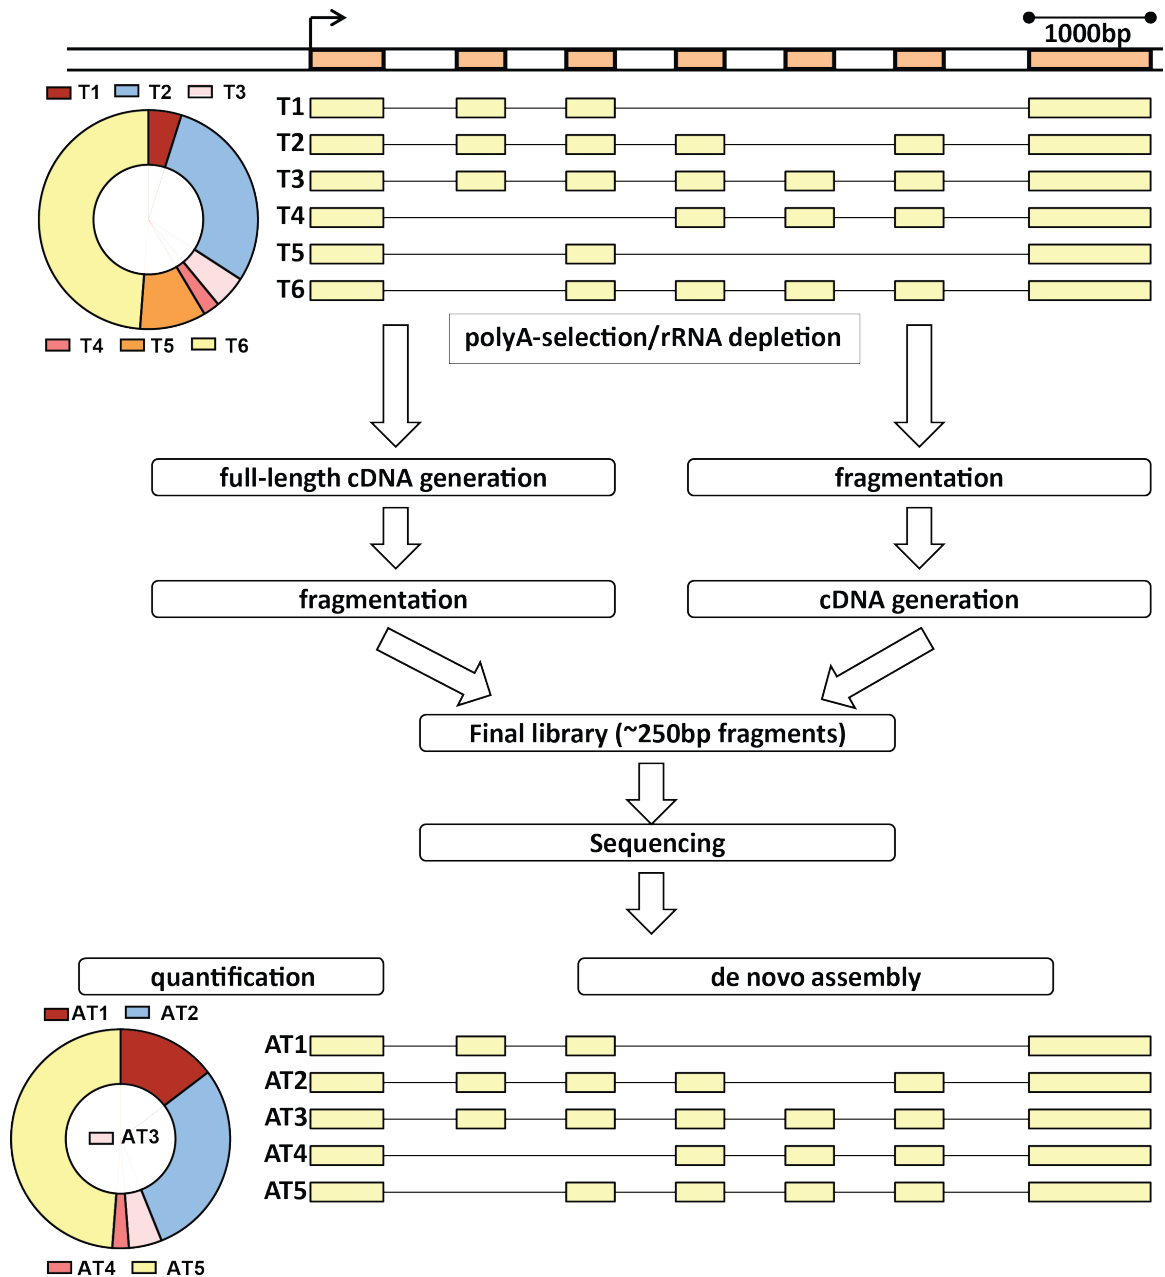 1000bp
T1 T2 T3
T1
T2
T3
T4
T5
T6
T4 T5 T6
polyA-selection/rRNA depletion
full-length cDNA generation
fragmentation
fragmentation
cDNA generation
Final library (~250bp fragments)
Sequencing
quantification
de novo assembly
AT1 AT2
AT3
AT4 AT5
AT1
AT2
AT3
AT4
AT5